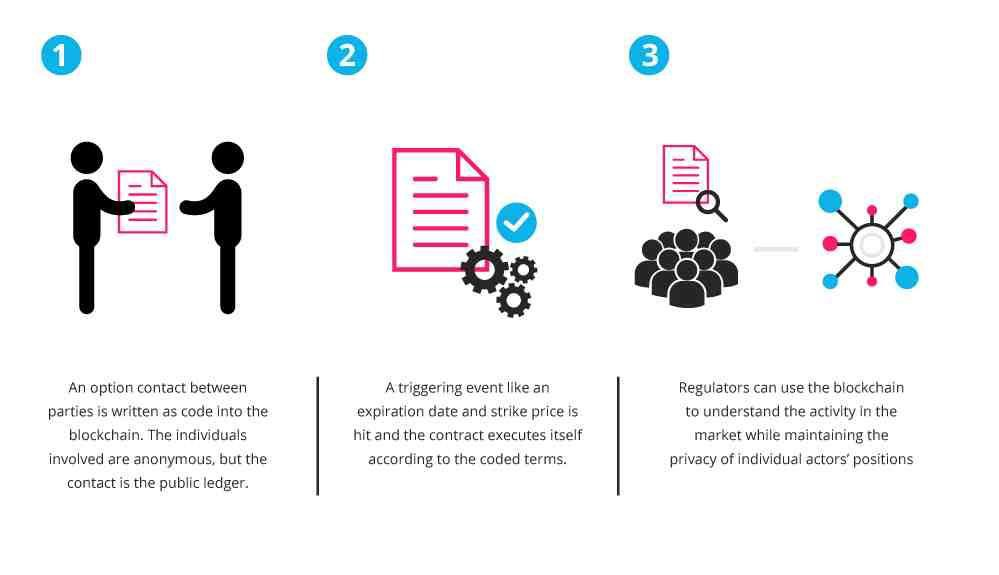 1
2
3
An option contact between
parties is written as code into the
blockchain. The individuals
involved are anonymous, but the
contact is the public ledger.
A triggering event like an
expiration date and strike price is
hit and the contract executes itself
according to the coded terms.
Regulators can use the blockchain
to understand the activity in the
market while maintaining the
privacy of individual actors’ positions